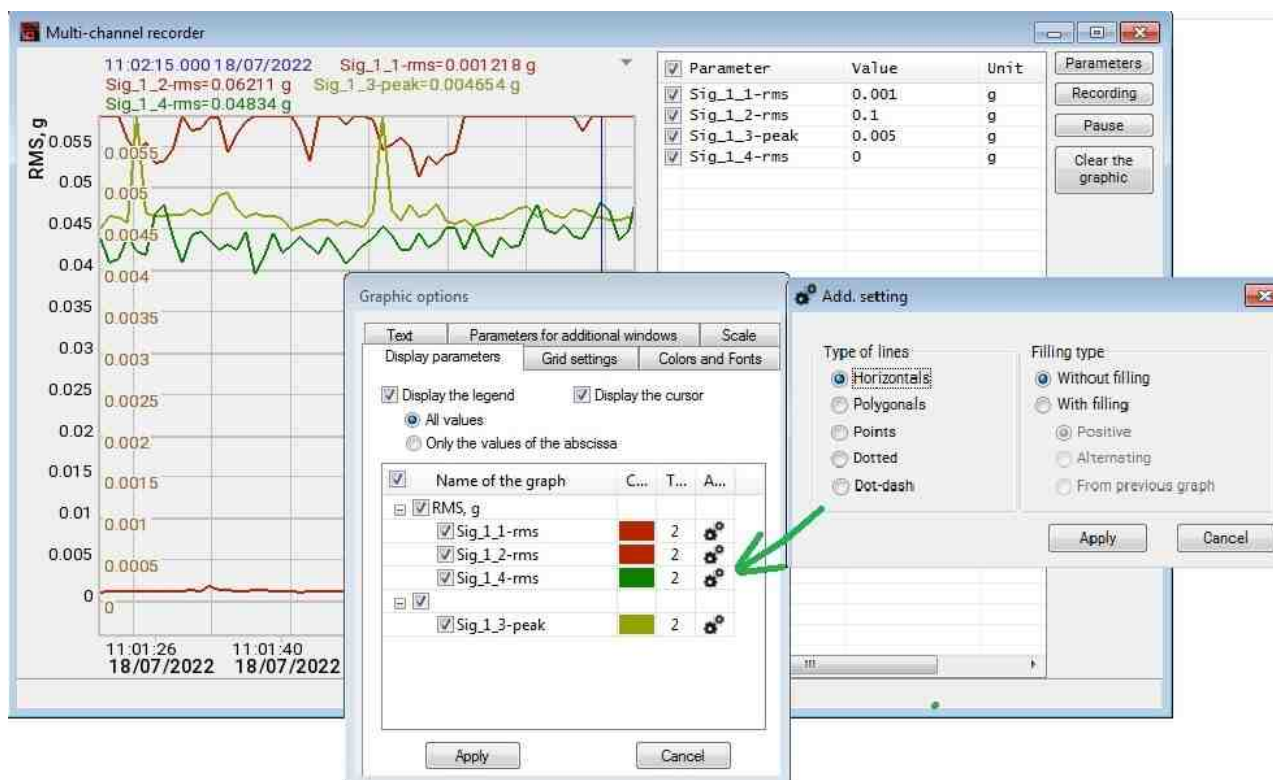 Multi-channel recorder
11:02:15.000 18/07/2022 Sig_1_1-rms=0.001218 g
Sig_1_2-rms=0.06211 g Sig_1_3-peak=0.004654 g
Sig_1_4-rms=0.04834 g
RMS, g
0.055
0.05
0.045
0.04
0.035
0.03
0.025
0.02
0.015
0.01
0.005
0
0.0055
0.005
0.0045
0.004
0.0035
0.003
0.0025
0.002
0.0015
0.001
0.0005
0
11:01:26 11:01:40
18/07/2022 18/07/2022
Parameter Value Unit
Sig_1_1-rms 0.001 g
Sig_1_2-rms 0.1 g
Sig_1_3-peak 0.005 g
Sig_1_4-rms 0 g
Parameters
Recording
Pause
Clear the
graphic
Graphic options
Text Parameters for additional windows Scale
Display parameters Grid settings Colors and Fonts
Display the legend Display the cursor
All values
Only the values of the abscissa
Name of the graph C... T... A...
RMS, g
Sig_1_1-rms 2
Sig_1_2-rms 2
Sig_1_4-rms 2
Sig_1_3-peak 2
Apply Cancel
Add. setting
Type of lines Filling type
Horizontals Without filling
Polygonals With filling
Points Positive
Dotted Alternating
Dot-dash From previous graph
Apply Cancel